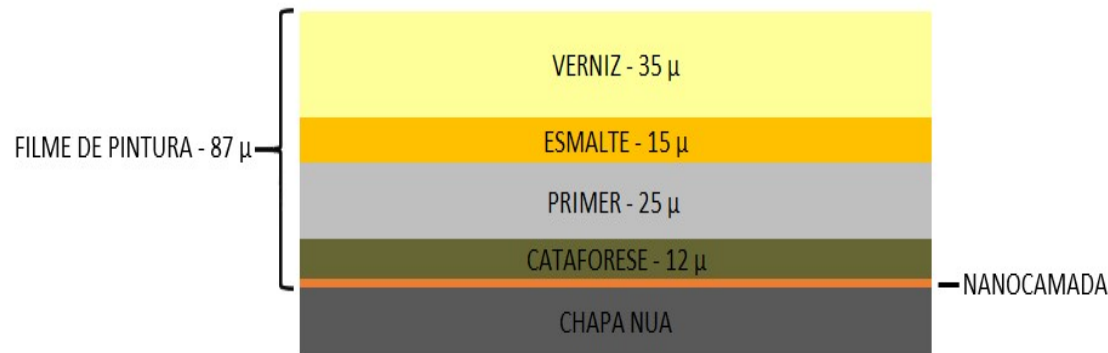 VERNIZ - 35 µ
FILME DE PINTURA - 87 µ
ESMALTE - 15 µ
PRIMER - 25 µ
CATAFORESE - 12 µ
NANOCAMADA
CHAPA NUA